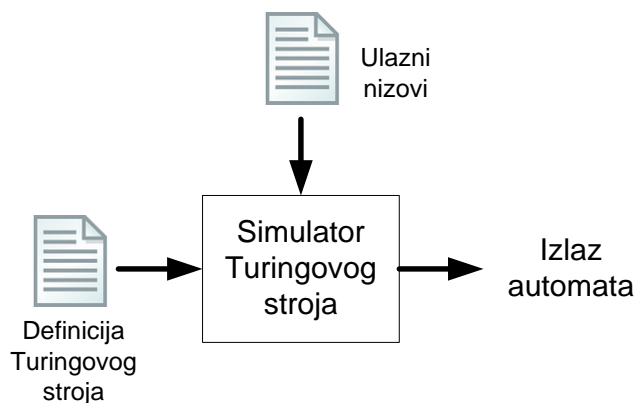 Ulazni
nizovi
Simulator
Turingovog
stroja
Izlaz
automata
Definicija
Turingovog
stroja